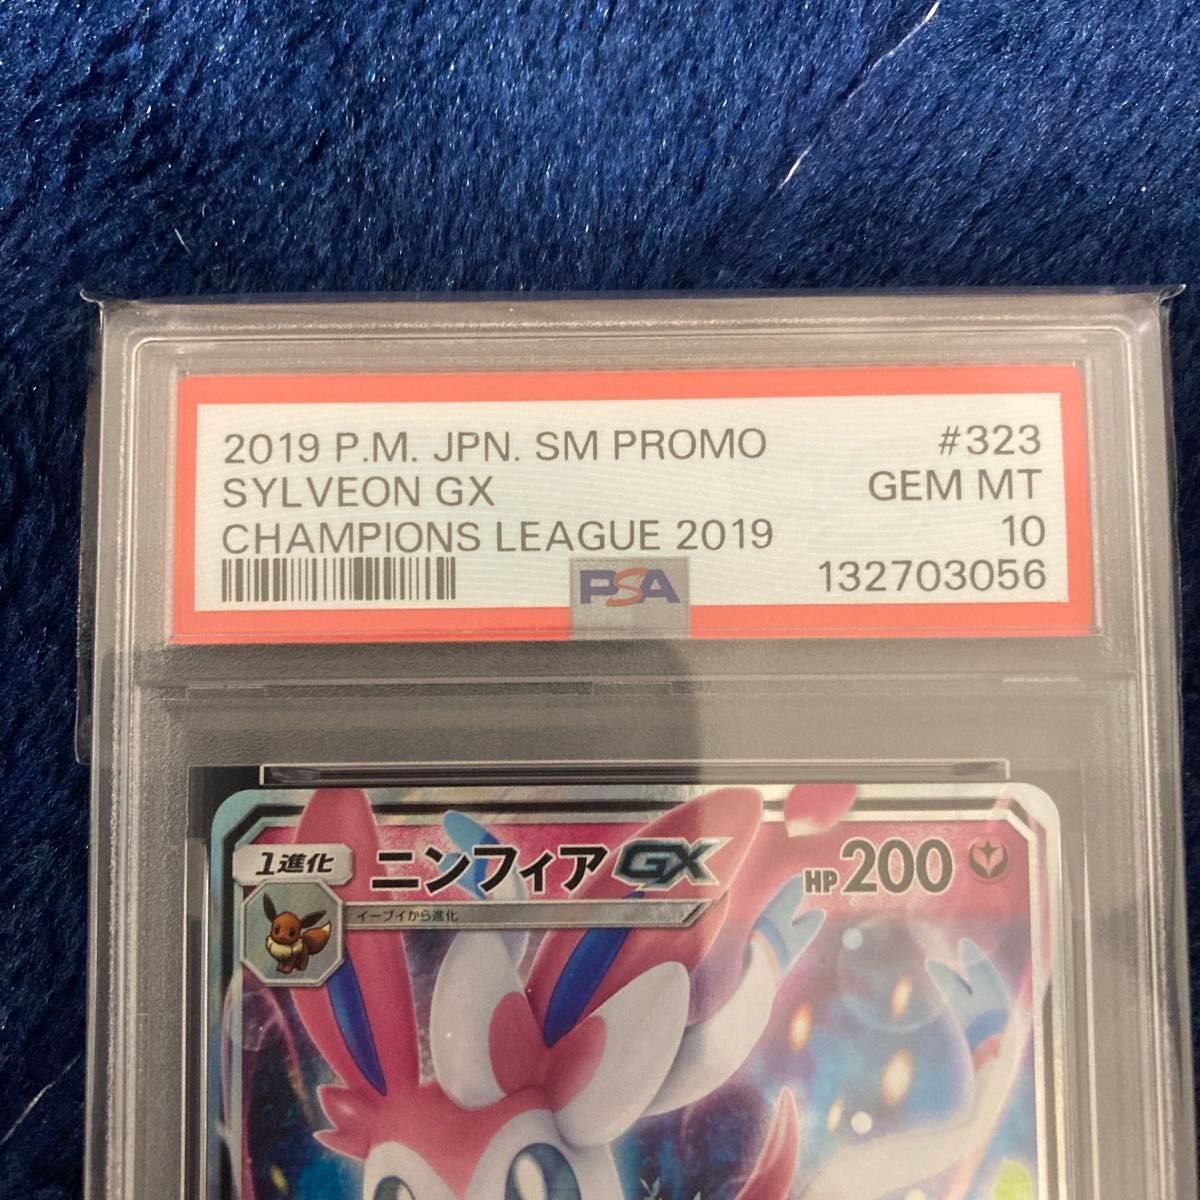 2019 P.M. JPN. SM PROMO #323
SYLVEON GX GEM MT
CHAMPIONS LEAGUE 2019 10
PSA 132703056
1進化 ニンフィアGX HP200
イーブイから進化